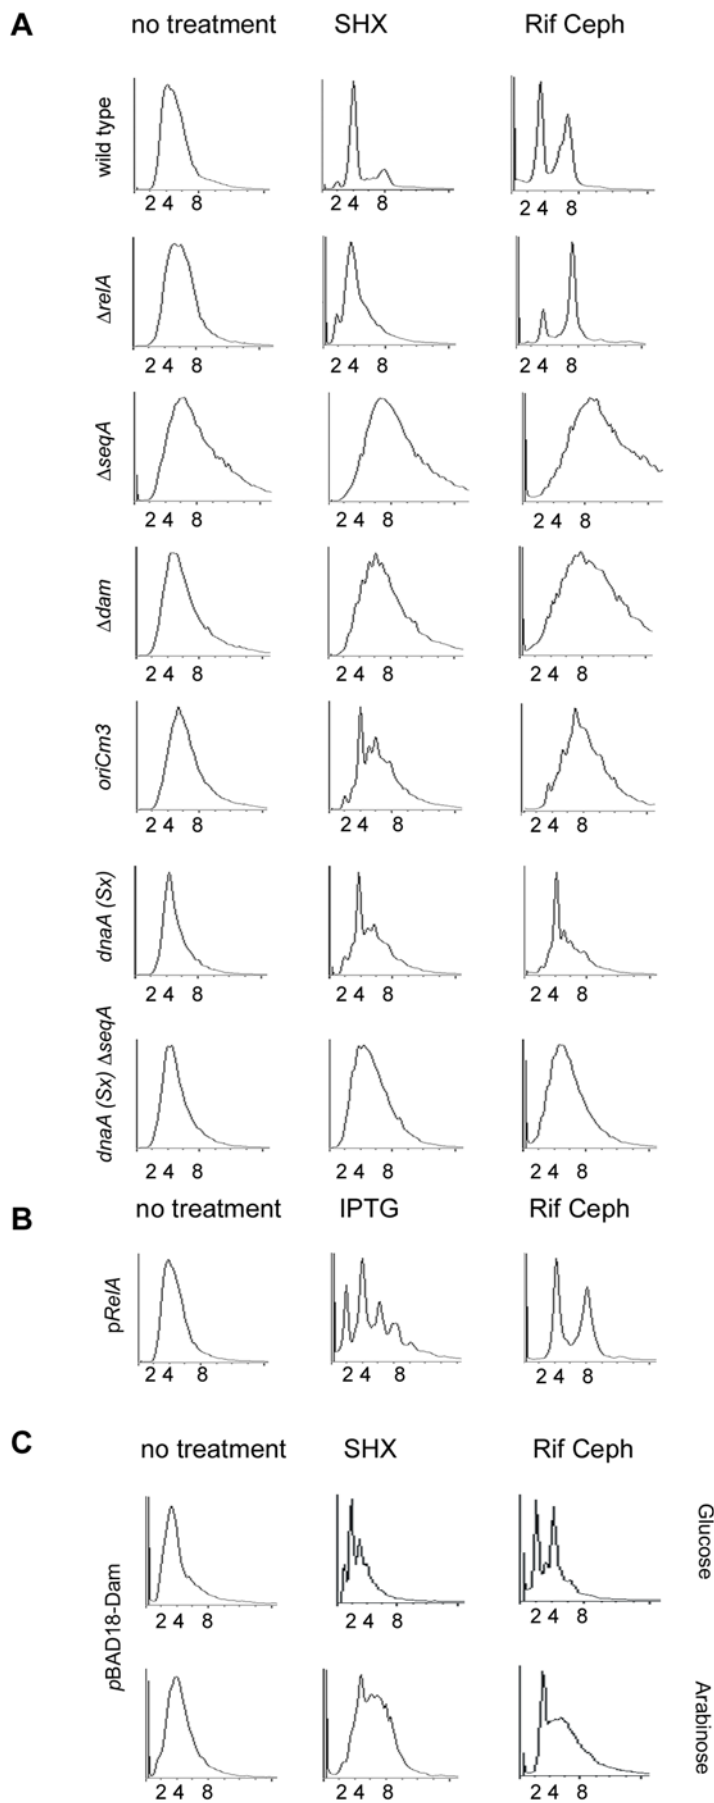 A
no treatment SHX Rif Ceph
wild type
2 4 8 2 4 8 2 4 8
ΔrelA
2 4 8 2 4 8 2 4 8
ΔseqA
2 4 8 2 4 8 2 4 8
Δdam
2 4 8 2 4 8 2 4 8
oriCm3
2 4 8 2 4 8 2 4 8
dnaA (Sx)
2 4 8 2 4 8 2 4 8
dnaA (Sx) ΔseqA
2 4 8 2 4 8 2 4 8
B
no treatment IPTG Rif Ceph
pRelA
2 4 8 2 4 8 2 4 8
C
no treatment SHX Rif Ceph
pBAD18-Dam
Glucose
2 4 8 2 4 8 2 4 8
Arabinose
2 4 8 2 4 8 2 4 8